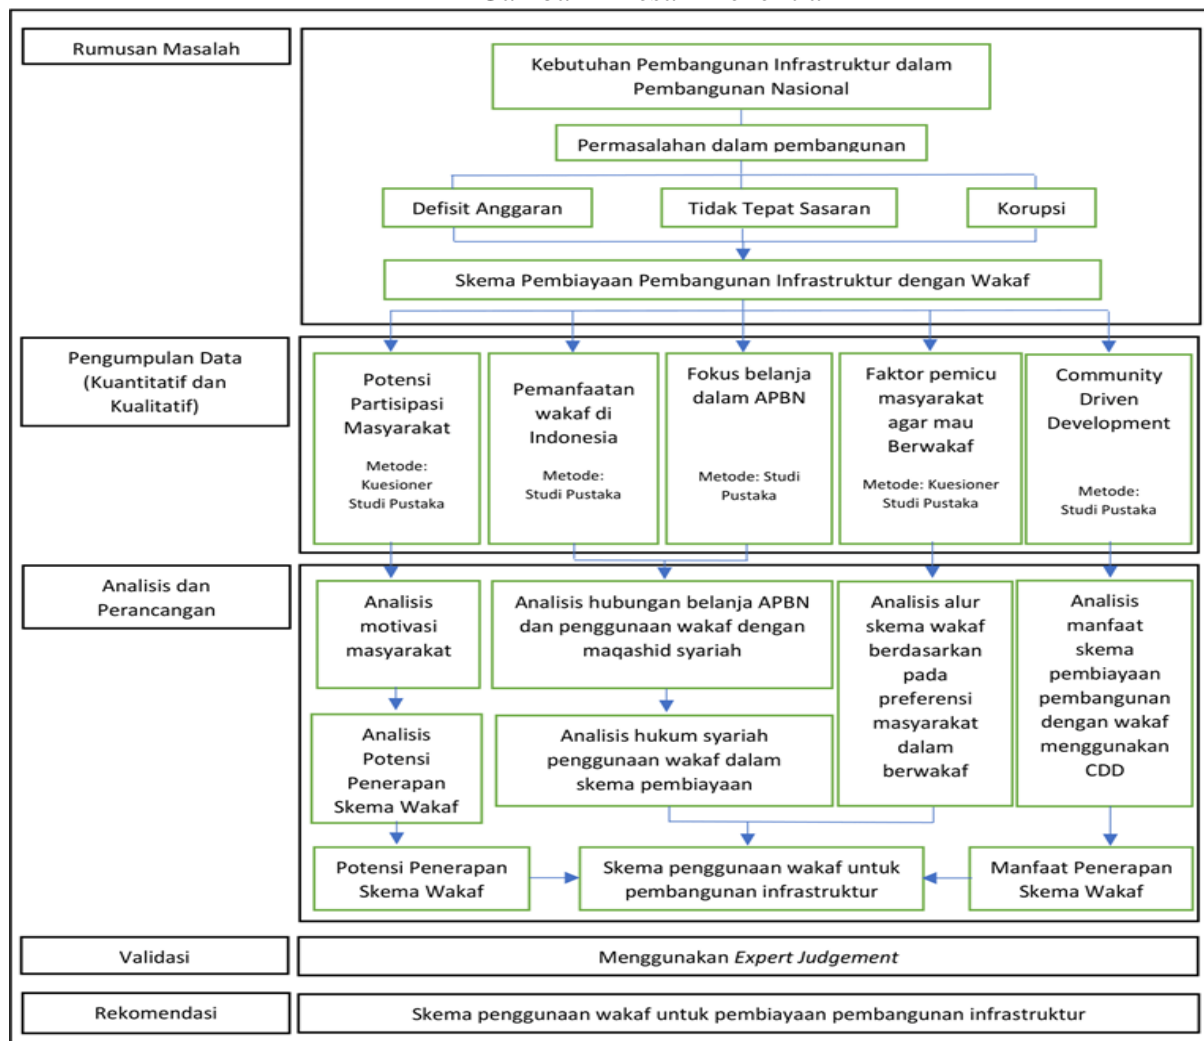 Rumusan Masalah
Kebutuhan Pembangunan Infrastruktur dalam
Pembangunan Nasional
Permasalahan dalam pembangunan
Defisit Anggaran
Tidak Tepat Sasaran
Korupsi
Skema Pembiayaan Pembangunan Infrastruktur dengan Wakaf
Pengumpulan Data
(Kuantitatif dan
Kualitatif)
Potensi
Partisipasi
Masyarakat
Metode:
Kuesioner
Studi Pustaka
Pemanfaatan
wakaf di
Indonesia
Metode:
Studi Pustaka
Fokus belanja
dalam APBN
Metode: Studi
Pustaka
Faktor pemicu
masyarakat
agar mau
Berwakaf
Metode: Kuesioner
Studi Pustaka
Community
Driven
Development
Metode:
Studi Pustaka
Analisis dan
Perancangan
Analisis
motivasi
masyarakat
Analisis hubungan belanja APBN
dan penggunaan wakaf dengan
maqashid syariah
Analisis alur
skema wakaf
berdasarkan
pada
preferensi
masyarakat
dalam
berwakaf
Analisis
manfaat
skema
pembiayaan
pembangunan
dengan wakaf
menggunakan
CDD
Analisis
Potensi
Penerapan
Skema Wakaf
Analisis hukum syariah
penggunaan wakaf dalam
skema pembiayaan
Potensi Penerapan
Skema Wakaf
Skema penggunaan wakaf untuk
pembangunan infrastruktur
Manfaat Penerapan
Skema Wakaf
Validasi
Menggunakan Expert Judgement
Rekomendasi
Skema penggunaan wakaf untuk pembiayaan pembangunan infrastruktur